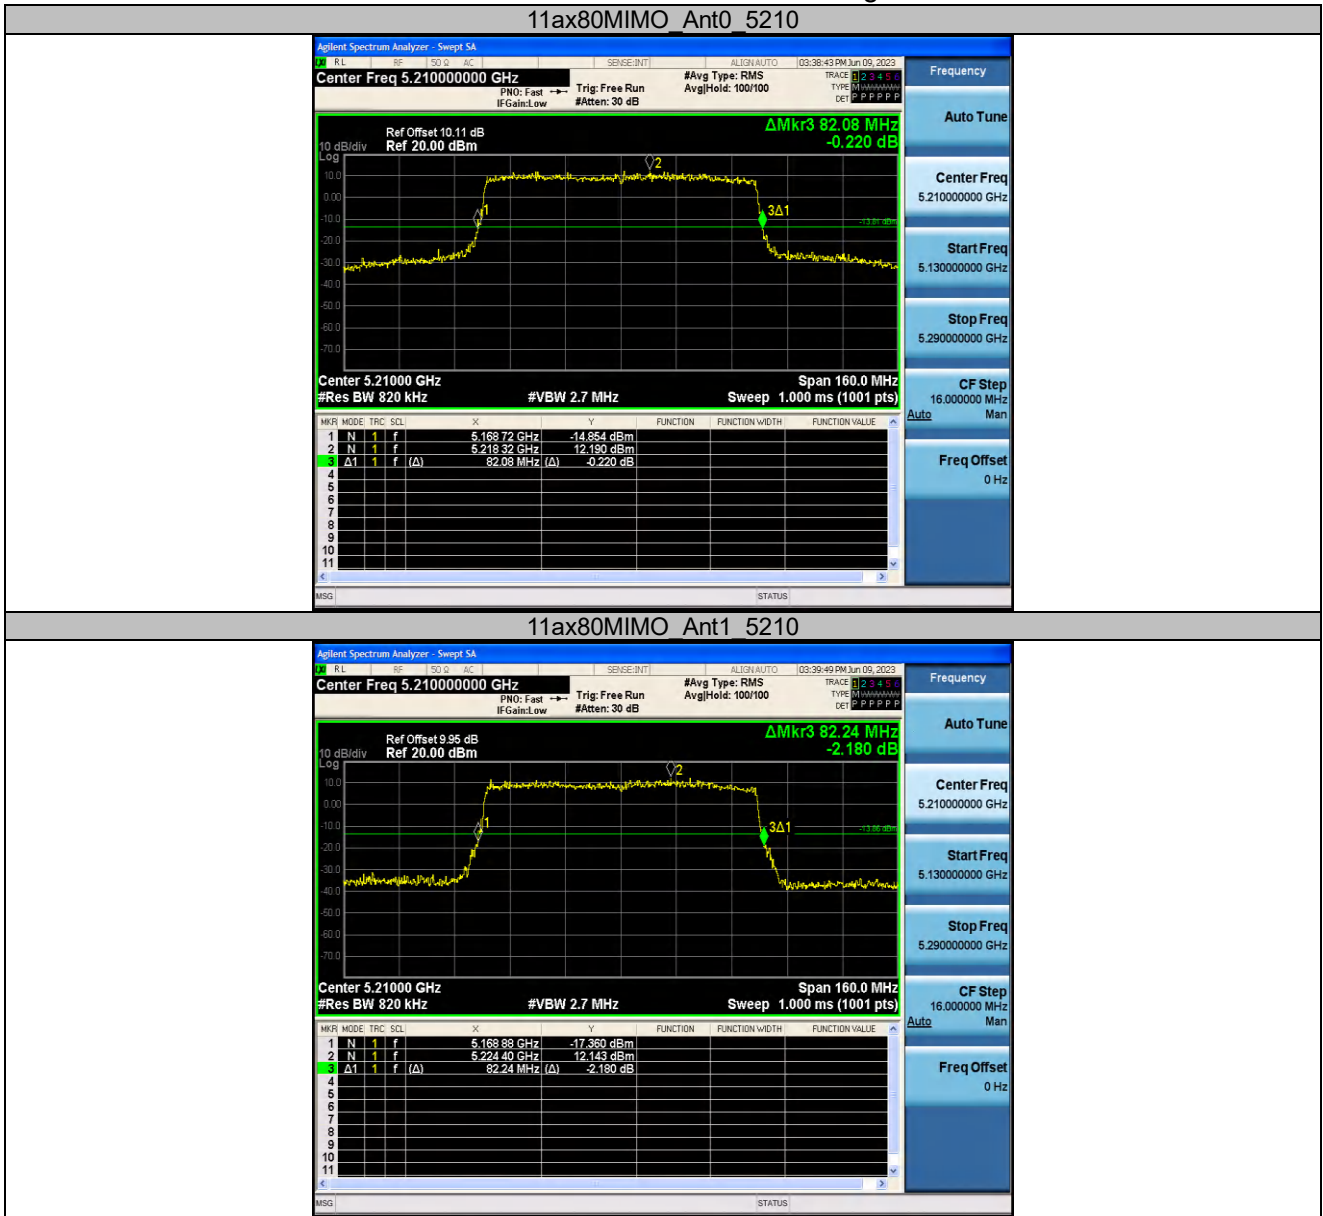 11ax80MIMO_Ant0_5210
Agilent Spectrum Analyzer - Swept SA
RL RF 50 Ω AC SENSE:INT ALIGN AUTO 03:38:43 PM Jun 09, 2023
Center Freq 5.210000000 GHz
PNO: Fast
IFGain:Low
Trig: Free Run
#Atten: 30 dB
#Avg Type: RMS
Avg|Hold: 100/100
TRACE 1 2 3 4 5 6
TYPE M
DET P P P P P P
Frequency
Ref Offset 10.11 dB
10 dB/div Ref 20.00 dBm
Log
ΔMkr3 82.08 MHz
-0.220 dB
10.0
0.00
-10.0
-20.0
-30.0
-40.0
-50.0
-60.0
-70.0
1
2
3Δ1
-13.81 dBm
Center 5.21000 GHz Span 160.0 MHz
#Res BW 820 kHz #VBW 2.7 MHz Sweep 1.000 ms (1001 pts)
MKR MODE TRC SCL X Y FUNCTION FUNCTION WIDTH FUNCTION VALUE
1 N 1 f 5.168 72 GHz -14.854 dBm
2 N 1 f 5.218 32 GHz 12.190 dBm
3 Δ1 1 f (Δ) 82.08 MHz (Δ) -0.220 dB
4
5
6
7
8
9
10
11
MSG STATUS
Auto Tune
Center Freq
5.210000000 GHz
Start Freq
5.130000000 GHz
Stop Freq
5.290000000 GHz
CF Step
16.000000 MHz
Auto Man
Freq Offset
0 Hz
11ax80MIMO_Ant1_5210
Agilent Spectrum Analyzer - Swept SA
RL RF 50 Ω AC SENSE:INT ALIGN AUTO 03:39:49 PM Jun 09, 2023
Center Freq 5.210000000 GHz
PNO: Fast
IFGain:Low
Trig: Free Run
#Atten: 30 dB
#Avg Type: RMS
Avg|Hold: 100/100
TRACE 1 2 3 4 5 6
TYPE M
DET P P P P P P
Frequency
Ref Offset 9.95 dB
10 dB/div Ref 20.00 dBm
Log
ΔMkr3 82.24 MHz
-2.180 dB
10.0
0.00
-10.0
-20.0
-30.0
-40.0
-50.0
-60.0
-70.0
1
2
3Δ1
-13.86 dBm
Center 5.21000 GHz Span 160.0 MHz
#Res BW 820 kHz #VBW 2.7 MHz Sweep 1.000 ms (1001 pts)
MKR MODE TRC SCL X Y FUNCTION FUNCTION WIDTH FUNCTION VALUE
1 N 1 f 5.168 88 GHz -17.360 dBm
2 N 1 f 5.224 40 GHz 12.143 dBm
3 Δ1 1 f (Δ) 82.24 MHz (Δ) -2.180 dB
4
5
6
7
8
9
10
11
MSG STATUS
Auto Tune
Center Freq
5.210000000 GHz
Start Freq
5.130000000 GHz
Stop Freq
5.290000000 GHz
CF Step
16.000000 MHz
Auto Man
Freq Offset
0 Hz